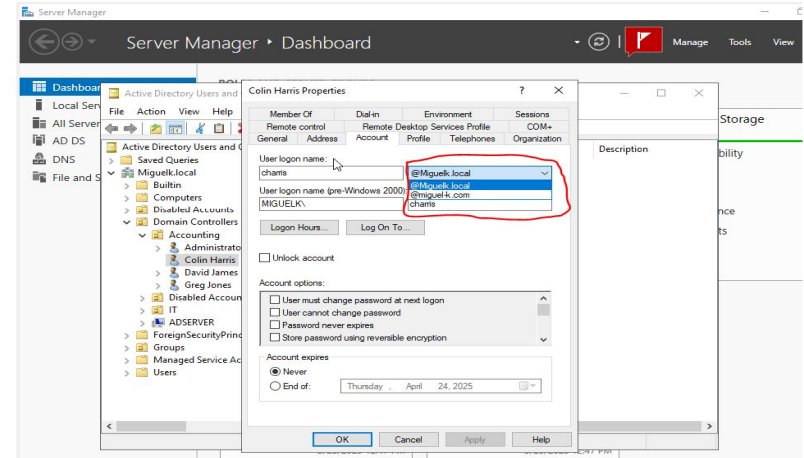 Server Manager
Server Manager • Dashboard
Manage Tools View
Dashboar
Local Serv
All Server
AD DS
DNS
File and S
Active Directory Users and
File Action View Help
Active Directory Users and C
Saved Queries
Miguelk.local
Builtin
Computers
Disabled Accounts
Domain Controllers
Accounting
Administrato
Colin Harris
David James
Greg Jones
Disabled Accoun
IT
ADSERVER
ForeignSecurityPrinc
Groups
Managed Service Ac
Users
Colin Harris Properties
Member Of Dial-in Environment Sessions
Remote control Remote Desktop Services Profile COM+
General Address Account Profile Telephones Organization
User logon name:
charris @Miguelk.local
@Miguelk.local
@miguel-k.com
User logon name (pre-Windows 2000):
MIGUELK\ charris
Logon Hours... Log On To...
Unlock account
Account options:
User must change password at next logon
User cannot change password
Password never expires
Store password using reversible encryption
Account expires
Never
End of: Thursday , April 24, 2025
OK Cancel Apply Help
Description
Storage
bility
nce
ts